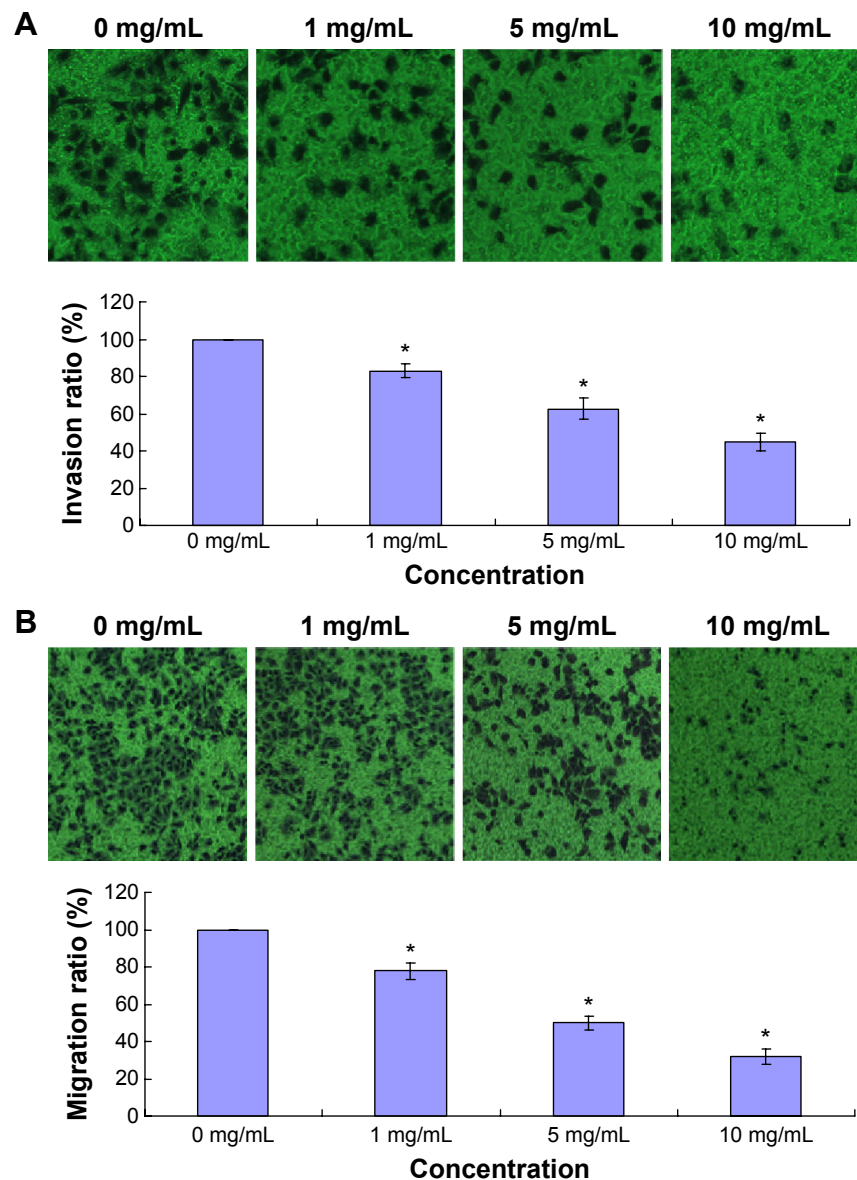 A
0 mg/mL 1 mg/mL 5 mg/mL 10 mg/mL
Invasion ratio (%)
120
100
80
60
40
20
0
* * *
0 mg/mL 1 mg/mL 5 mg/mL 10 mg/mL
Concentration
B
0 mg/mL 1 mg/mL 5 mg/mL 10 mg/mL
Migration ratio (%)
120
100
80
60
40
20
0
* * *
0 mg/mL 1 mg/mL 5 mg/mL 10 mg/mL
Concentration